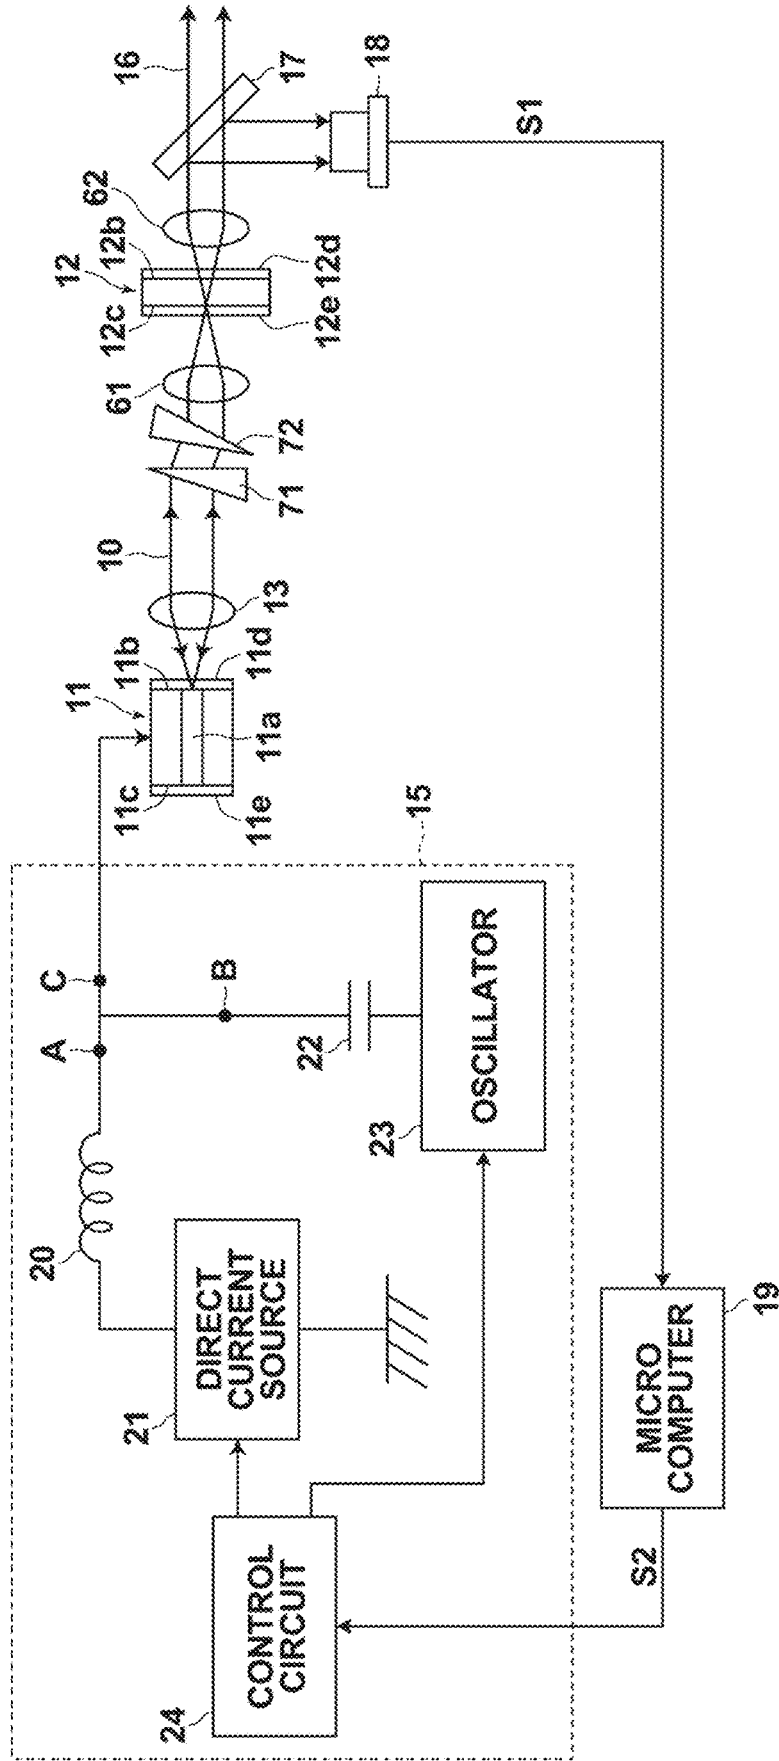 16
17
18
S1
62
12b
12
12c
12d
12e
61
72
71
10
13
11b
11
11d
11a
11c
11e
15
C
A
B
22
23
OSCILLATOR
20
21
DIRECT
CURRENT
SOURCE
24
CONTROL
CIRCUIT
19
MICRO
COMPUTER
S2